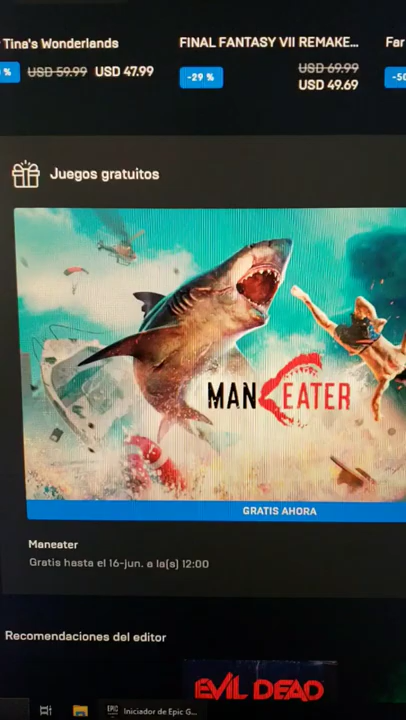 Tina's Wonderlands
FINAL FANTASY VII REMAKE...
Far
%
USD 59.99 USD 47.99
-29 %
USD 69.99
USD 49.69
-50
Juegos gratuitos
MANEATER
GRATIS AHORA
Maneater
Gratis hasta el 16-jun. a la(s) 12:00
Recomendaciones del editor
EVIL DEAD
EPIC
Iniciador de Epic G...